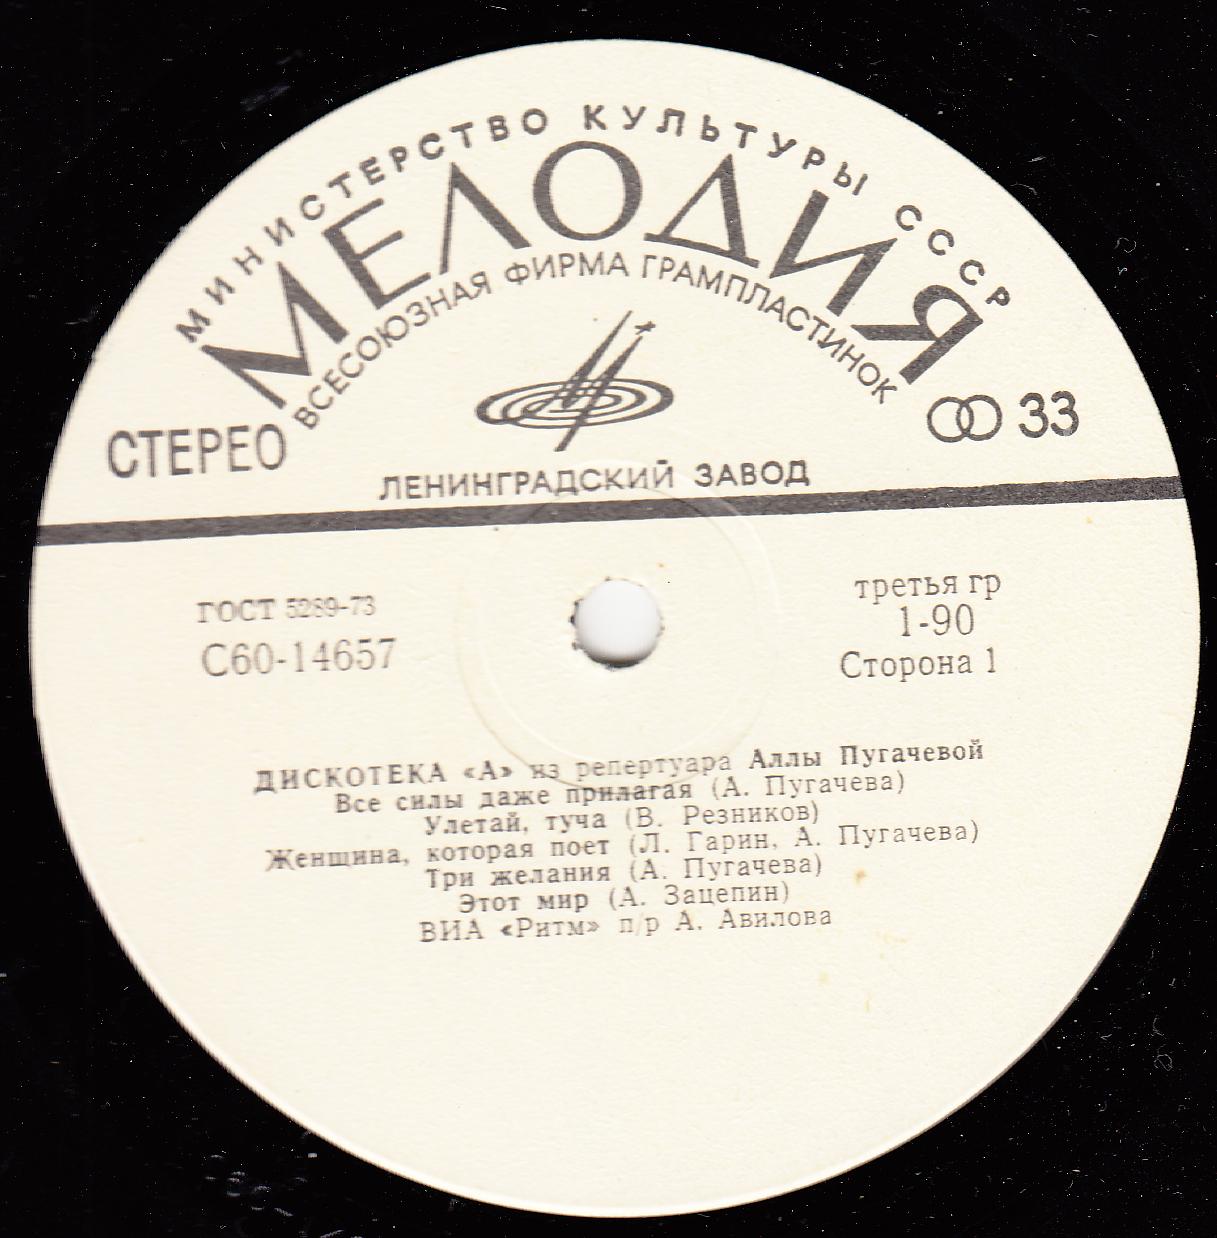 МИНИСТЕРСТВО КУЛЬТУРЫ СССР
МЕЛОДИЯ
ВСЕСОЮЗНАЯ ФИРМА ГРАМПЛАСТИНОК
СТЕРЕО
33
ЛЕНИНГРАДСКИЙ ЗАВОД
ГОСТ 5289-73
С60-14657
третья гр
1-90
Сторона 1
ДИСКОТЕКА «А» из репертуара Аллы Пугачевой
Все силы даже прилагая (А. Пугачева)
Улетай, туча (В. Резников)
Женщина, которая поет (Л. Гарин, А. Пугачева)
Три желания (А. Пугачева)
Этот мир (А. Зацепин)
ВИА «Ритм» п/р А. Авилова